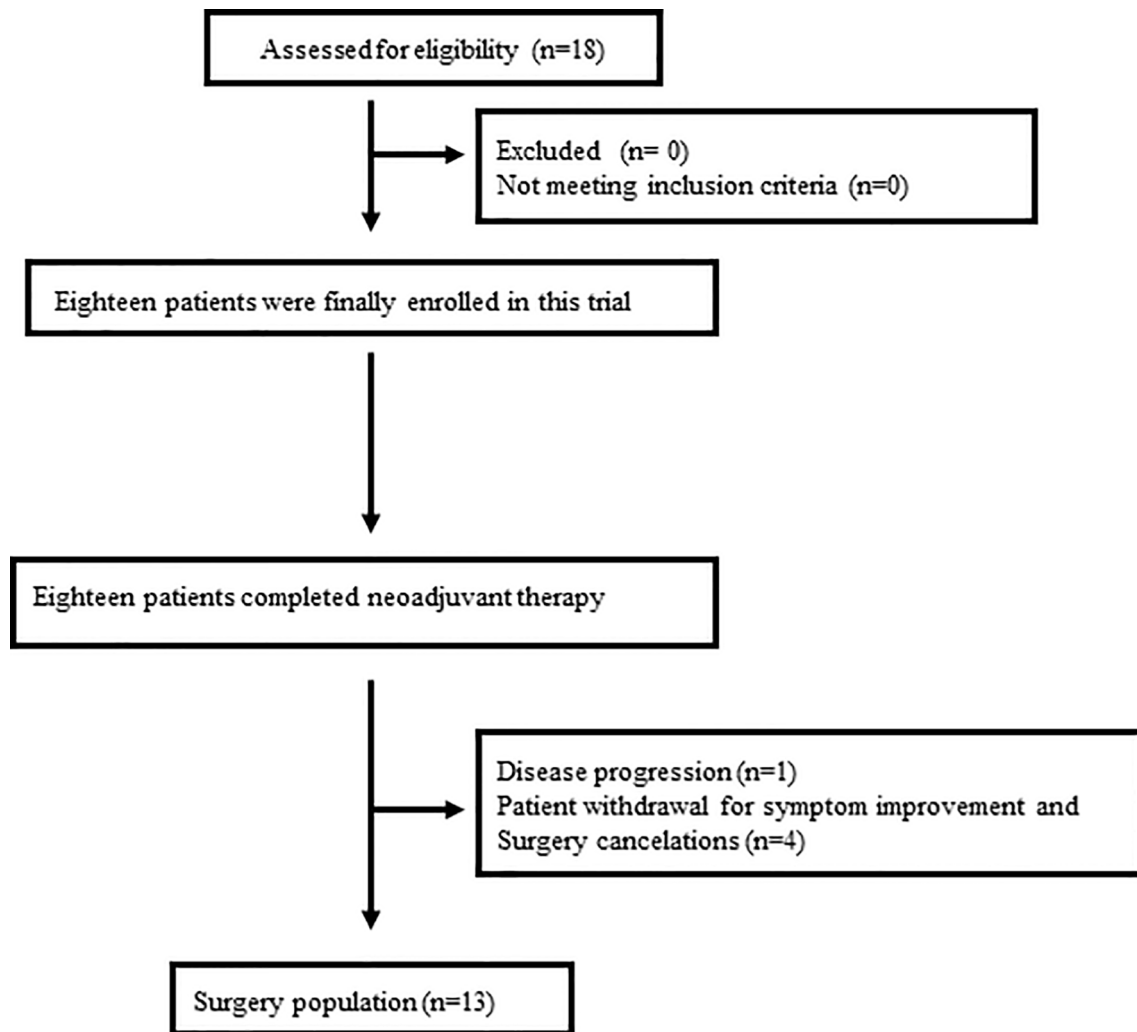 Assessed for eligibility (n=18)
Excluded (n= 0)
Not meeting inclusion criteria (n=0)
Eighteen patients were finally enrolled in this trial
Eighteen patients completed neoadjuvant therapy
Disease progression (n=1)
Patient withdrawal for symptom improvement and
Surgery cancelations (n=4)
Surgery population (n=13)